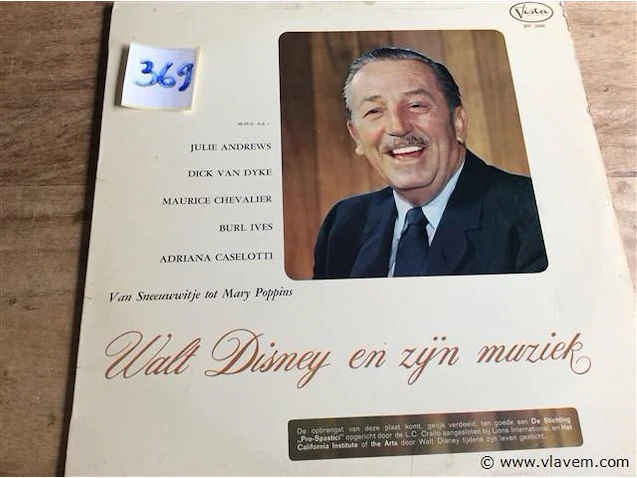 Vista
369
m.m.v. o.a.:
JULIE ANDREWS
DICK VAN DYKE
MAURICE CHEVALIER
BURL IVES
ADRIANA CASELOTTI
Van Sneeuwwitje tot Mary Poppins
Walt Disney en zijn muziek
De opbrengst van deze plaat komt, gelijk verdeeld, ten goede aan De Stichting
„Pro-Spastici” opgericht door de L.C. Crailo aangesloten bij Lions International, en Het
California Institute of the Arts door Walt Disney tijdens zijn leven gesticht.
© www.vlavem.com